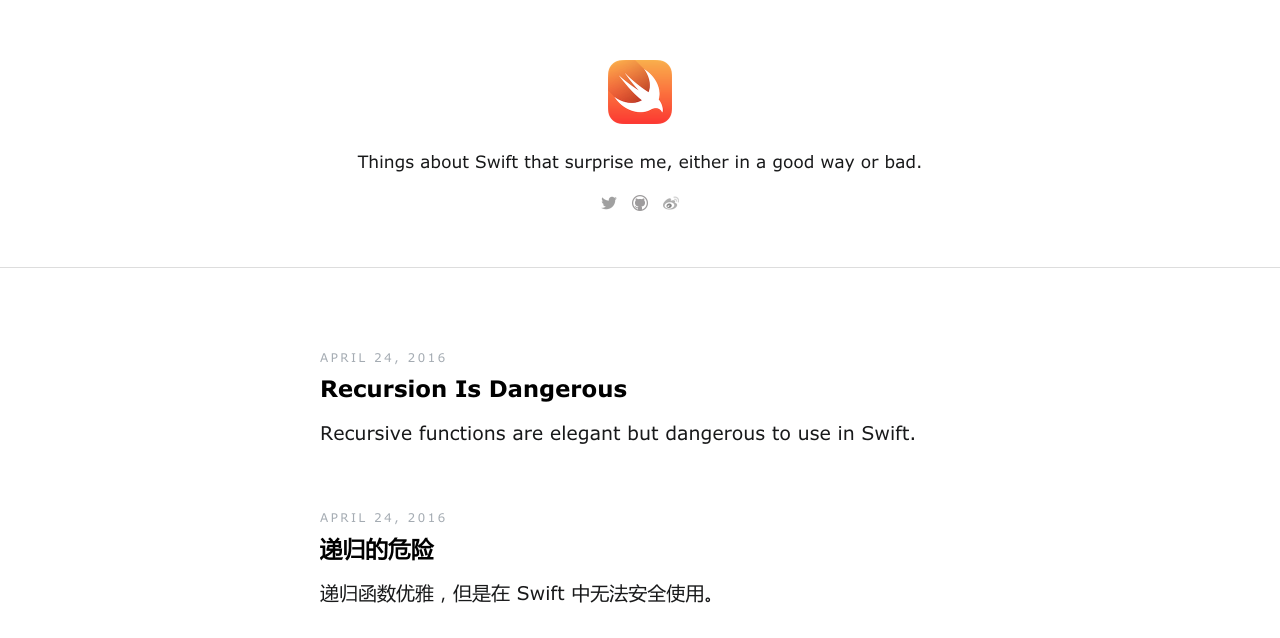 Things about Swift that surprise me, either in a good way or bad.
APRIL 24, 2016
Recursion Is Dangerous
Recursive functions are elegant but dangerous to use in Swift.
APRIL 24, 2016
递归的危险
递归函数优雅，但是在 Swift 中无法安全使用。